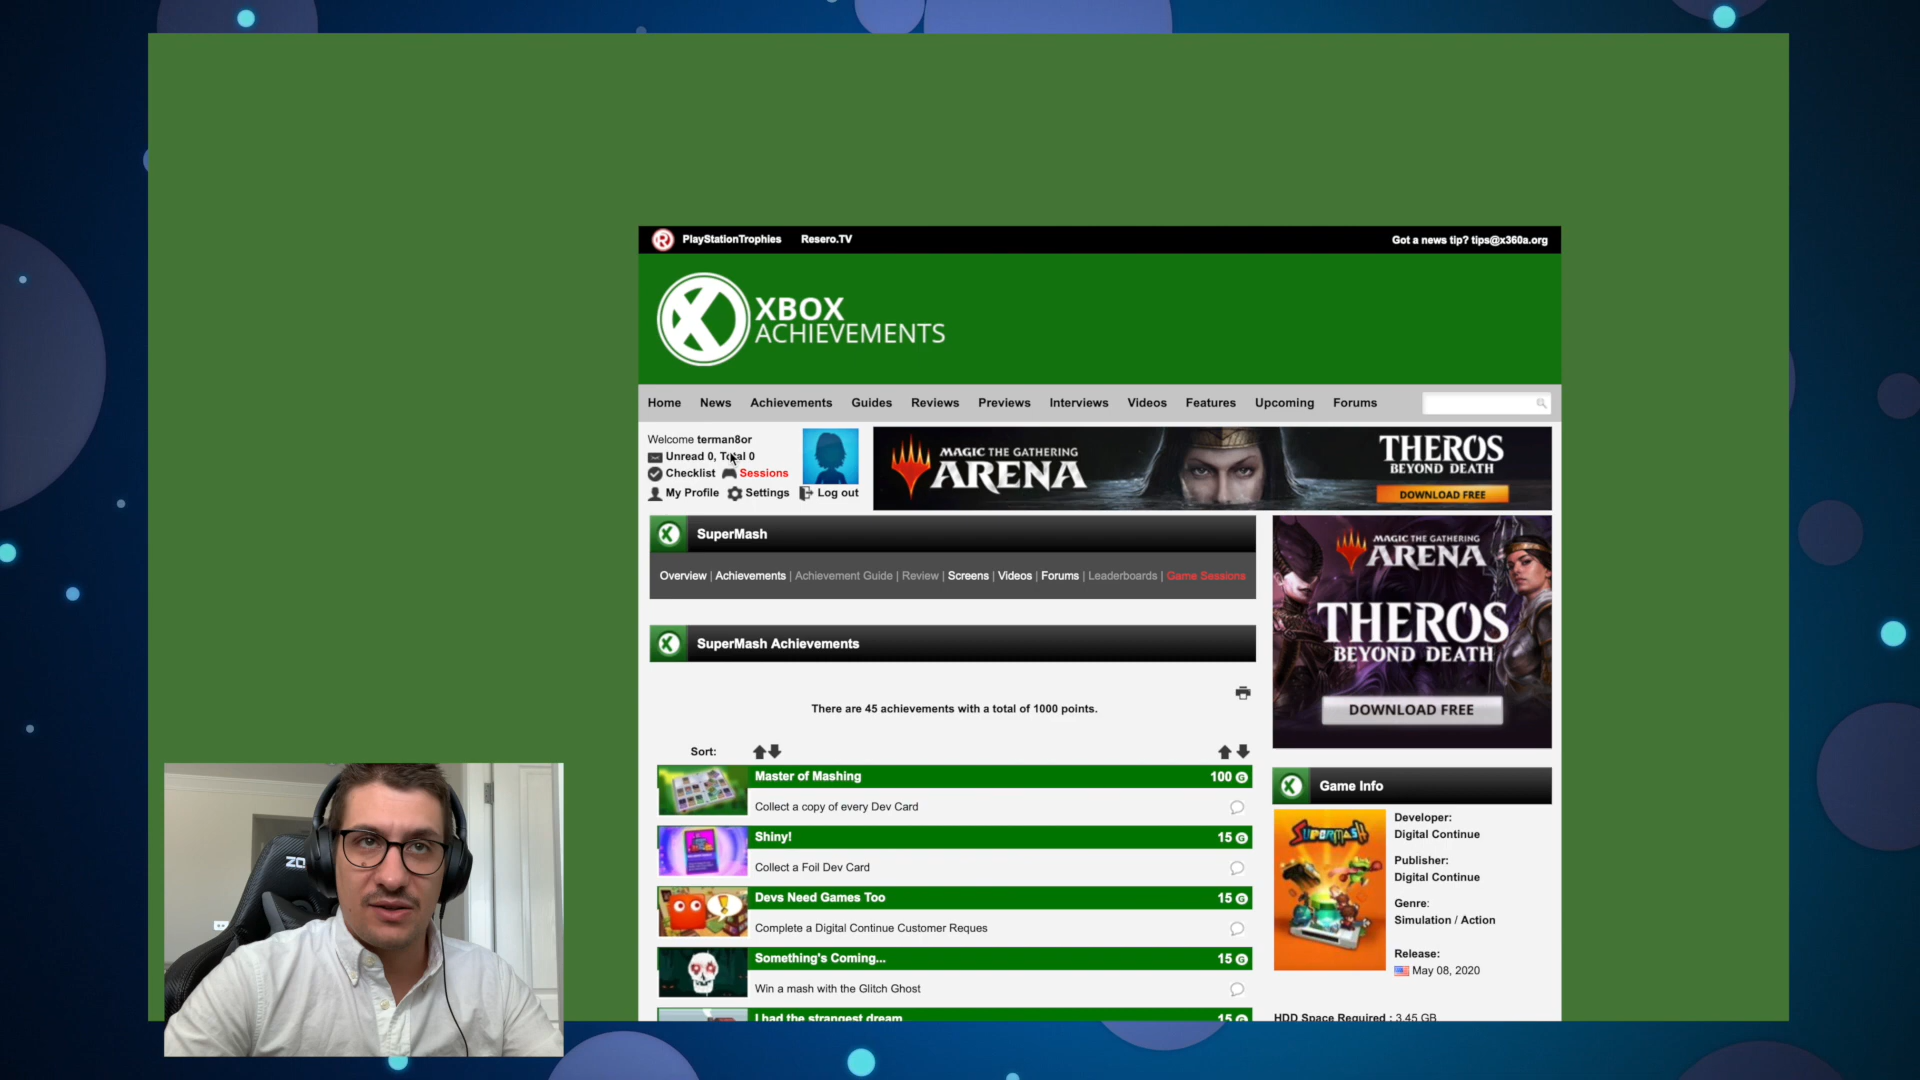 PlayStationTrophies Resero.TV Got a news tip? tips@x360a.org
XBOX
ACHIEVEMENTS
Home News Achievements Guides Reviews Previews Interviews Videos Features Upcoming Forums
Welcome terman8or
Unread 0, Total 0
Checklist Sessions
My Profile Settings Log out
MAGIC THE GATHERING
ARENA
THEROS
BEYOND DEATH
DOWNLOAD FREE
SuperMash
Overview | Achievements | Achievement Guide | Review | Screens | Videos | Forums | Leaderboards | Game Sessions
MAGIC THE GATHERING
ARENA
THEROS
BEYOND DEATH
DOWNLOAD FREE
SuperMash Achievements
There are 45 achievements with a total of 1000 points.
Sort:
Master of Mashing 100 G
Collect a copy of every Dev Card
Shiny! 15 G
Collect a Foil Dev Card
Devs Need Games Too 15 G
Complete a Digital Continue Customer Reques
Something's Coming... 15 G
Win a mash with the Glitch Ghost
I had the strangest dream 15 G
Game Info
SUPERMASH
Developer:
Digital Continue
Publisher:
Digital Continue
Genre:
Simulation / Action
Release:
May 08, 2020
HDD Space Required : 3.45 GB
ZO